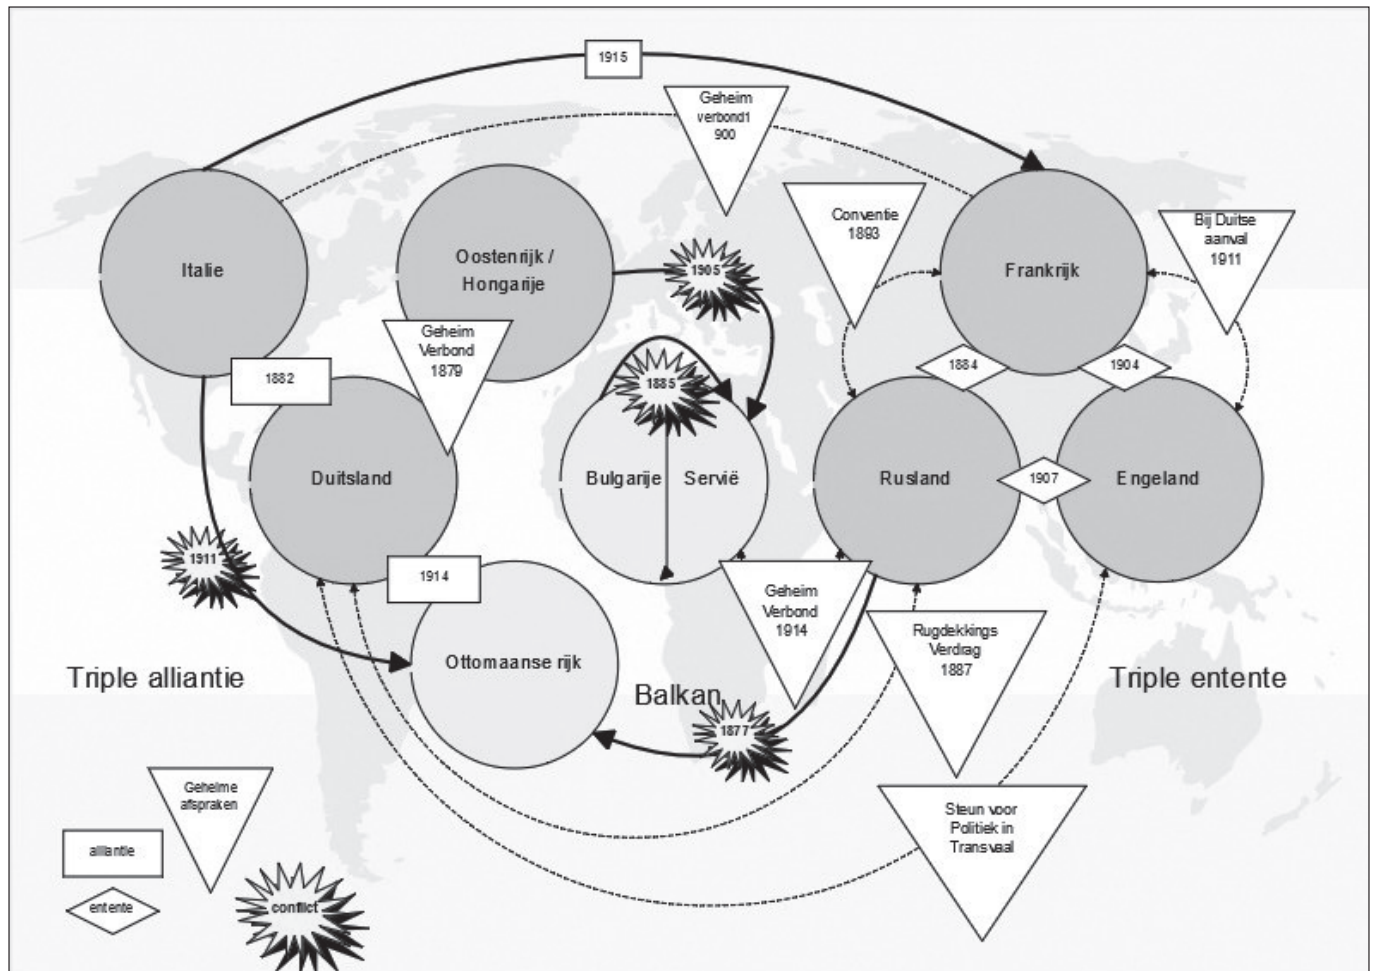 1915
Geheim
verbond1
900
Conventie
1893
Bij Duitse
aanval
1911
Italie
Oostenrijk /
Hongarije
1905
Frankrijk
Geheim
Verbond
1879
1882
1885
1884
1904
Duitsland
Bulgarije
Servië
Rusland
1907
Engeland
1911
1914
Geheim
Verbond
1914
Ottomaanse rijk
Rugdekkings
Verdrag
1887
Triple alliantie
Balkan
Triple entente
1877
Geheime
afspraken
Steun voor
Politiek in
Transvaal
alliantie
entente
conflict